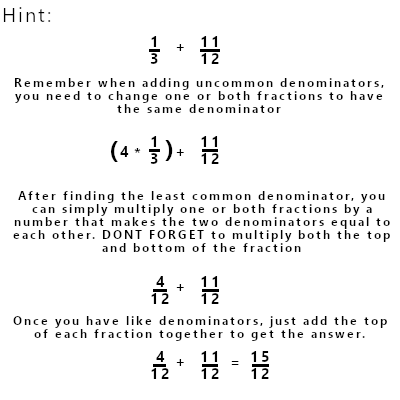 Hint:
1/3 + 11/12
Remember when adding uncommon denominators,
you need to change one or both fractions to have
the same denominator
(4 * 1/3) + 11/12
After finding the least common denominator, you
can simply multiply one or both fractions by a
number that makes the two denominators equal to
each other. DONT FORGET to multiply both the top
and bottom of the fraction
4/12 + 11/12
Once you have like denominators, just add the top
of each fraction together to get the answer.
4/12 + 11/12 = 15/12